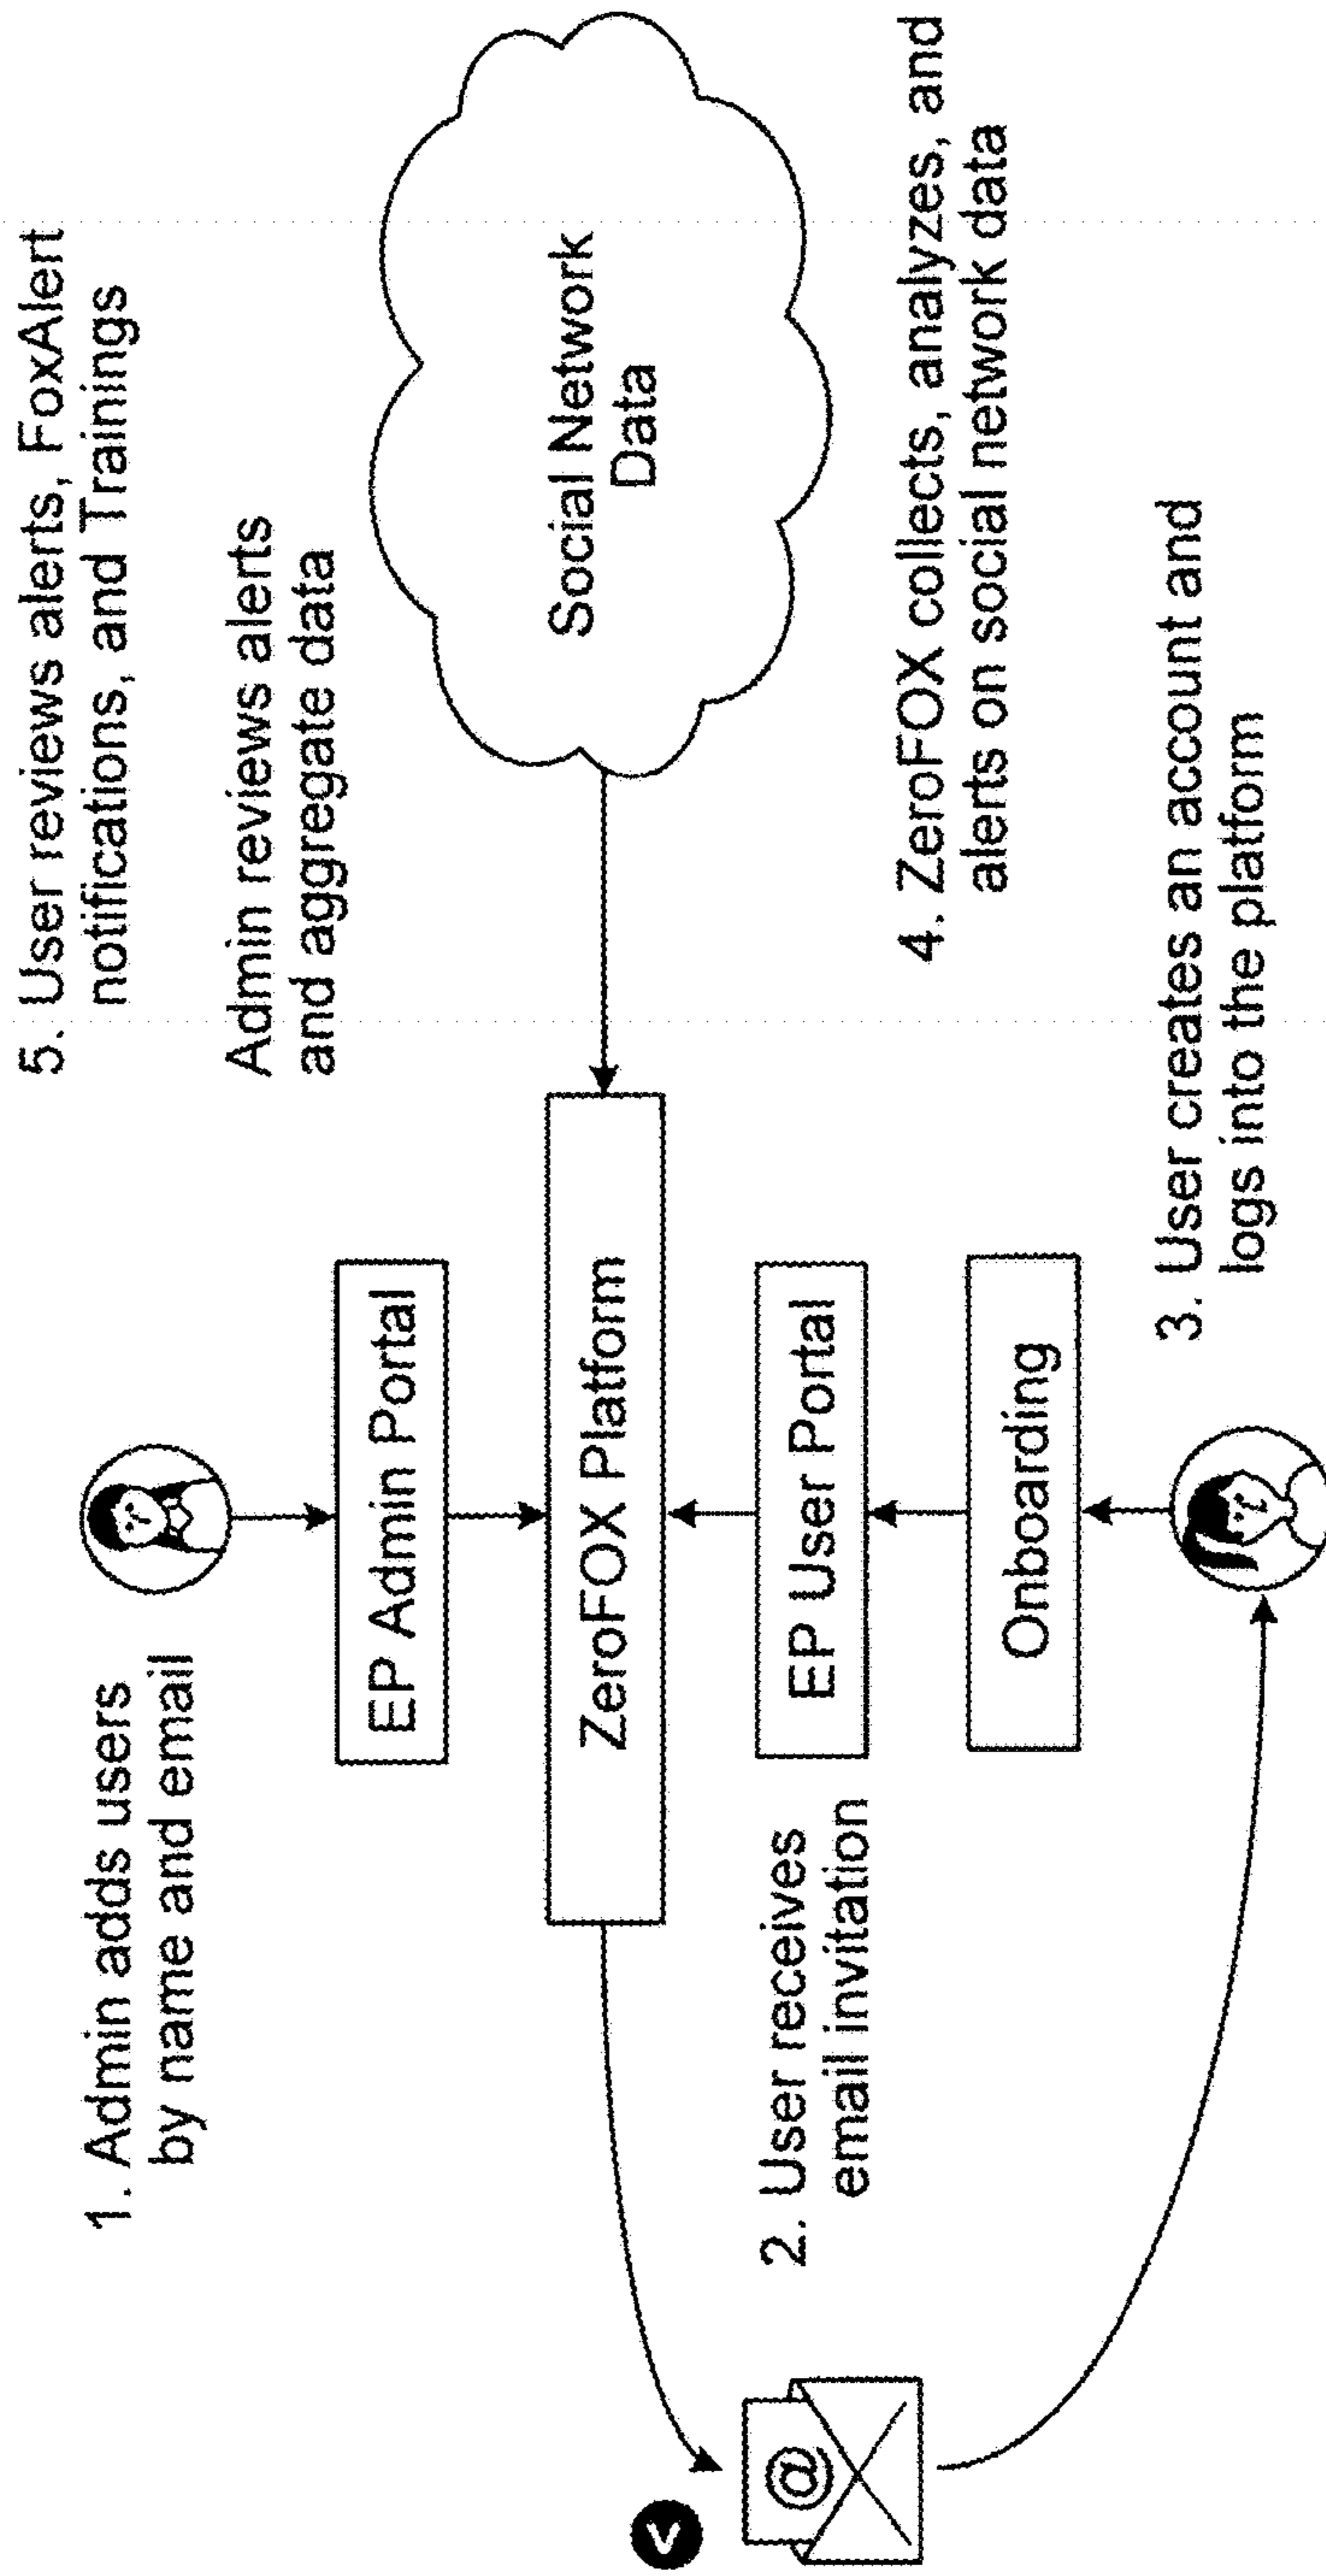 1. Admin adds users
by name and email
5. User reviews alerts, FoxAlert
notifications, and Trainings
Admin reviews alerts
and aggregate data
EP Admin Portal
ZeroFOX Platform
Social Network
Data
2. User receives
email invitation
@
EP User Portal
Onboarding
4. ZeroFOX collects, analyzes, and
alerts on social network data
3. User creates an account and
logs into the platform